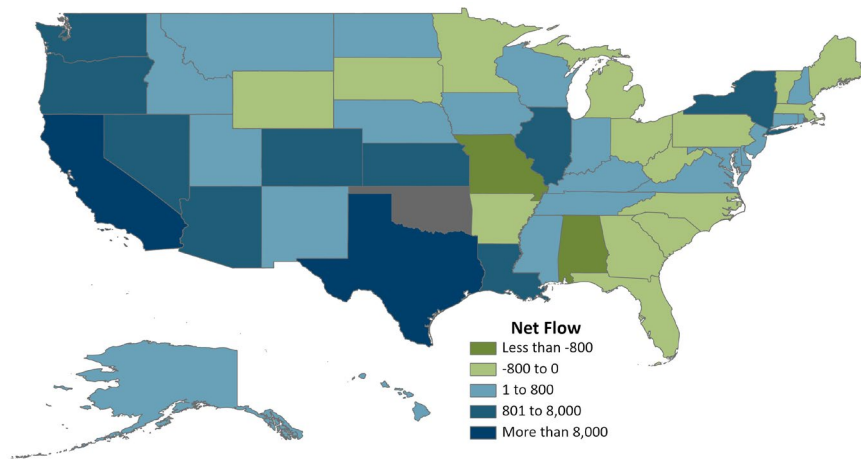 Net Flow
Less than -800
-800 to 0
1 to 800
801 to 8,000
More than 8,000